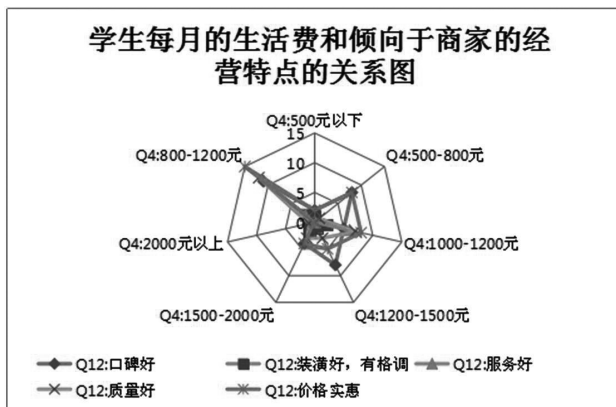 学生每月的生活费和倾向于商家的经
营特点的关系图
Q4:500元以下
15
Q4:800-1200元
10
Q4:500-800元
5
0
Q4:2000元以上
Q4:1000-1200元
Q4:1500-2000元
Q4:1200-1500元
Q12:口碑好
Q12:装潢好，有格调
Q12:服务好
Q12:质量好
Q12:价格实惠